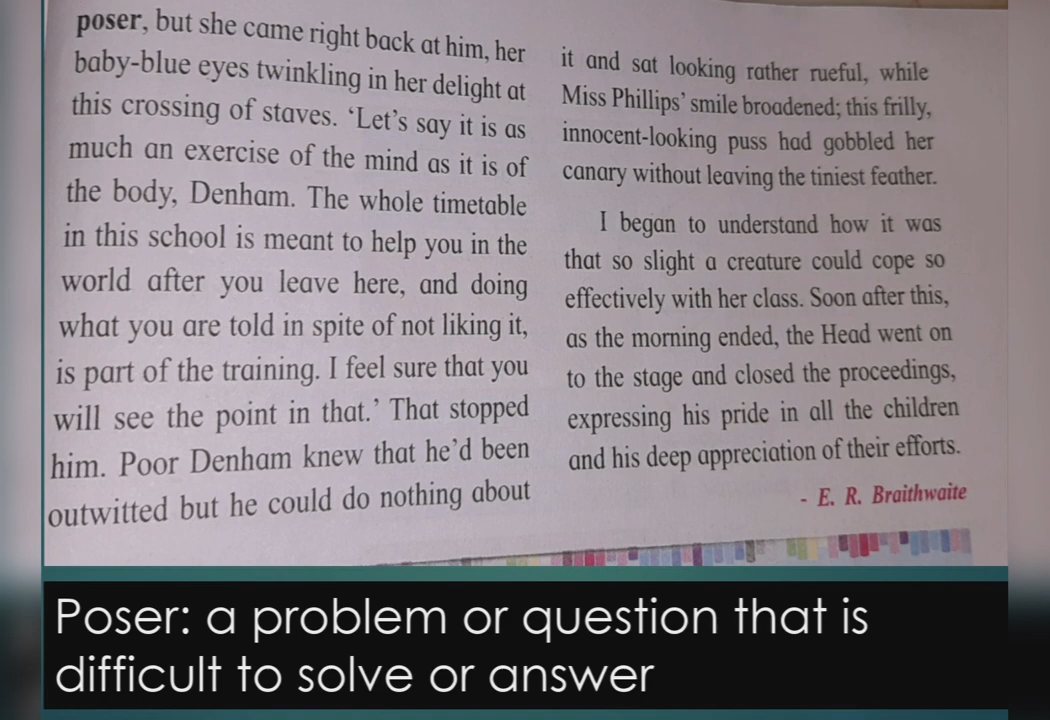 poser, but she came right back at him, her
baby-blue eyes twinkling in her delight at
this crossing of staves. ‘Let’s say it is as
much an exercise of the mind as it is of
the body, Denham. The whole timetable
in this school is meant to help you in the
world after you leave here, and doing
what you are told in spite of not liking it,
is part of the training. I feel sure that you
will see the point in that.’ That stopped
him. Poor Denham knew that he’d been
outwitted but he could do nothing about
it and sat looking rather rueful, while
Miss Phillips’ smile broadened; this frilly,
innocent-looking puss had gobbled her
canary without leaving the tiniest feather.
I began to understand how it was
that so slight a creature could cope so
effectively with her class. Soon after this,
as the morning ended, the Head went on
to the stage and closed the proceedings,
expressing his pride in all the children
and his deep appreciation of their efforts.
- E. R. Braithwaite
Poser: a problem or question that is
difficult to solve or answer